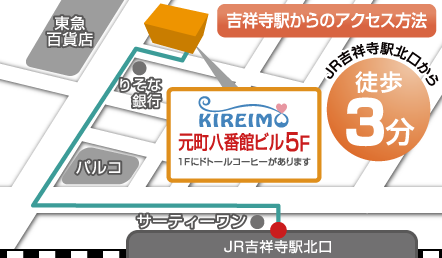 吉祥寺駅からのアクセス方法
東急
百貨店
JR吉祥寺駅北口から
徒歩
3分
りそな
銀行
KIREIMO
元町八番館ビル5F
1Fにドトールコーヒーがあります
パルコ
サーティーワン
JR吉祥寺駅北口